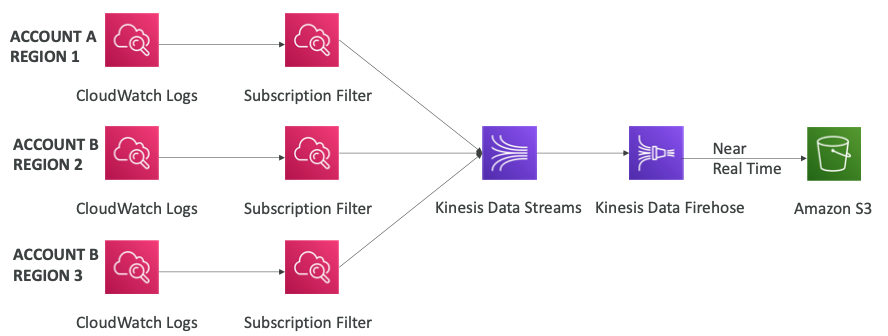 ACCOUNT A
REGION 1
CloudWatch Logs
Subscription Filter
ACCOUNT B
REGION 2
CloudWatch Logs
Subscription Filter
Kinesis Data Streams
Kinesis Data Firehose
Near
Real Time
Amazon S3
ACCOUNT B
REGION 3
CloudWatch Logs
Subscription Filter